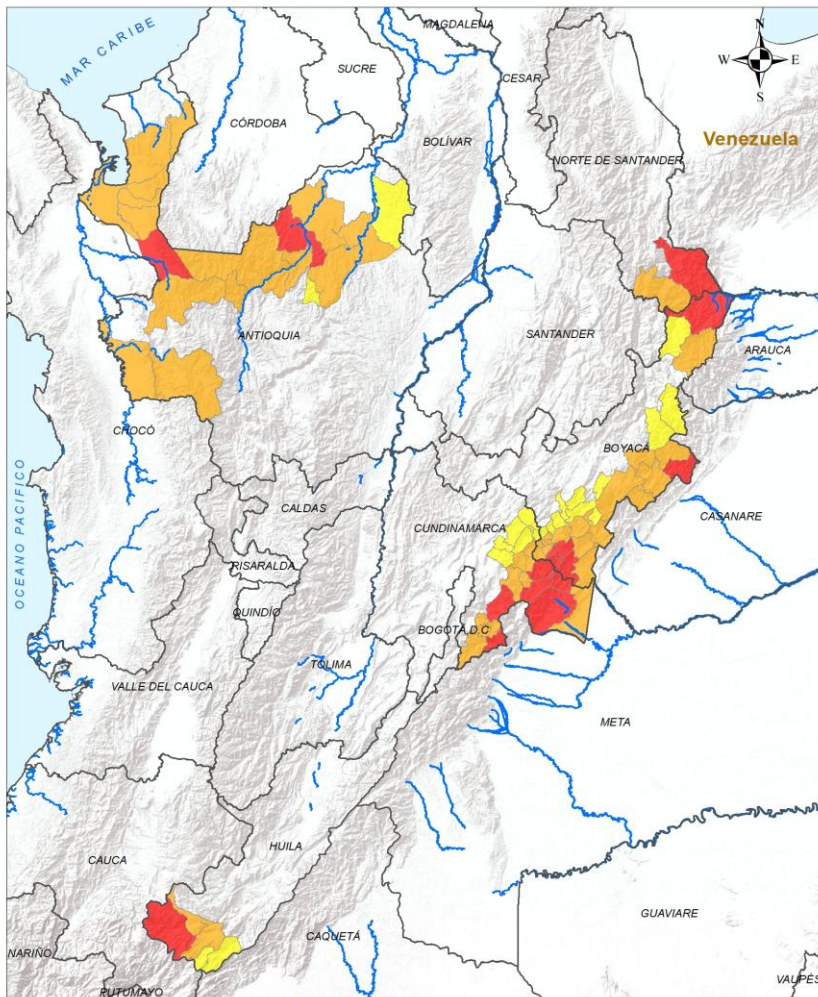 MAR CARIBE
MAGDALENA
SUCRE
CESAR
N
W E
S
CÓRDOBA
BOLÍVAR
Venezuela
NORTE DE SANTANDER
ANTIOQUIA
SANTANDER
ARAUCA
CHOCÓ
BOYACÁ
OCEANO PACIFICO
CALDAS
CUNDINAMARCA
CASANARE
RISARALDA
QUINDÍO
BOGOTÁ, D.C
TOLIMA
VALLE DEL CAUCA
META
HUILA
CAUCA
GUAVIARE
CAQUETÁ
NARIÑO
PUTUMAYO
VAUPÉS